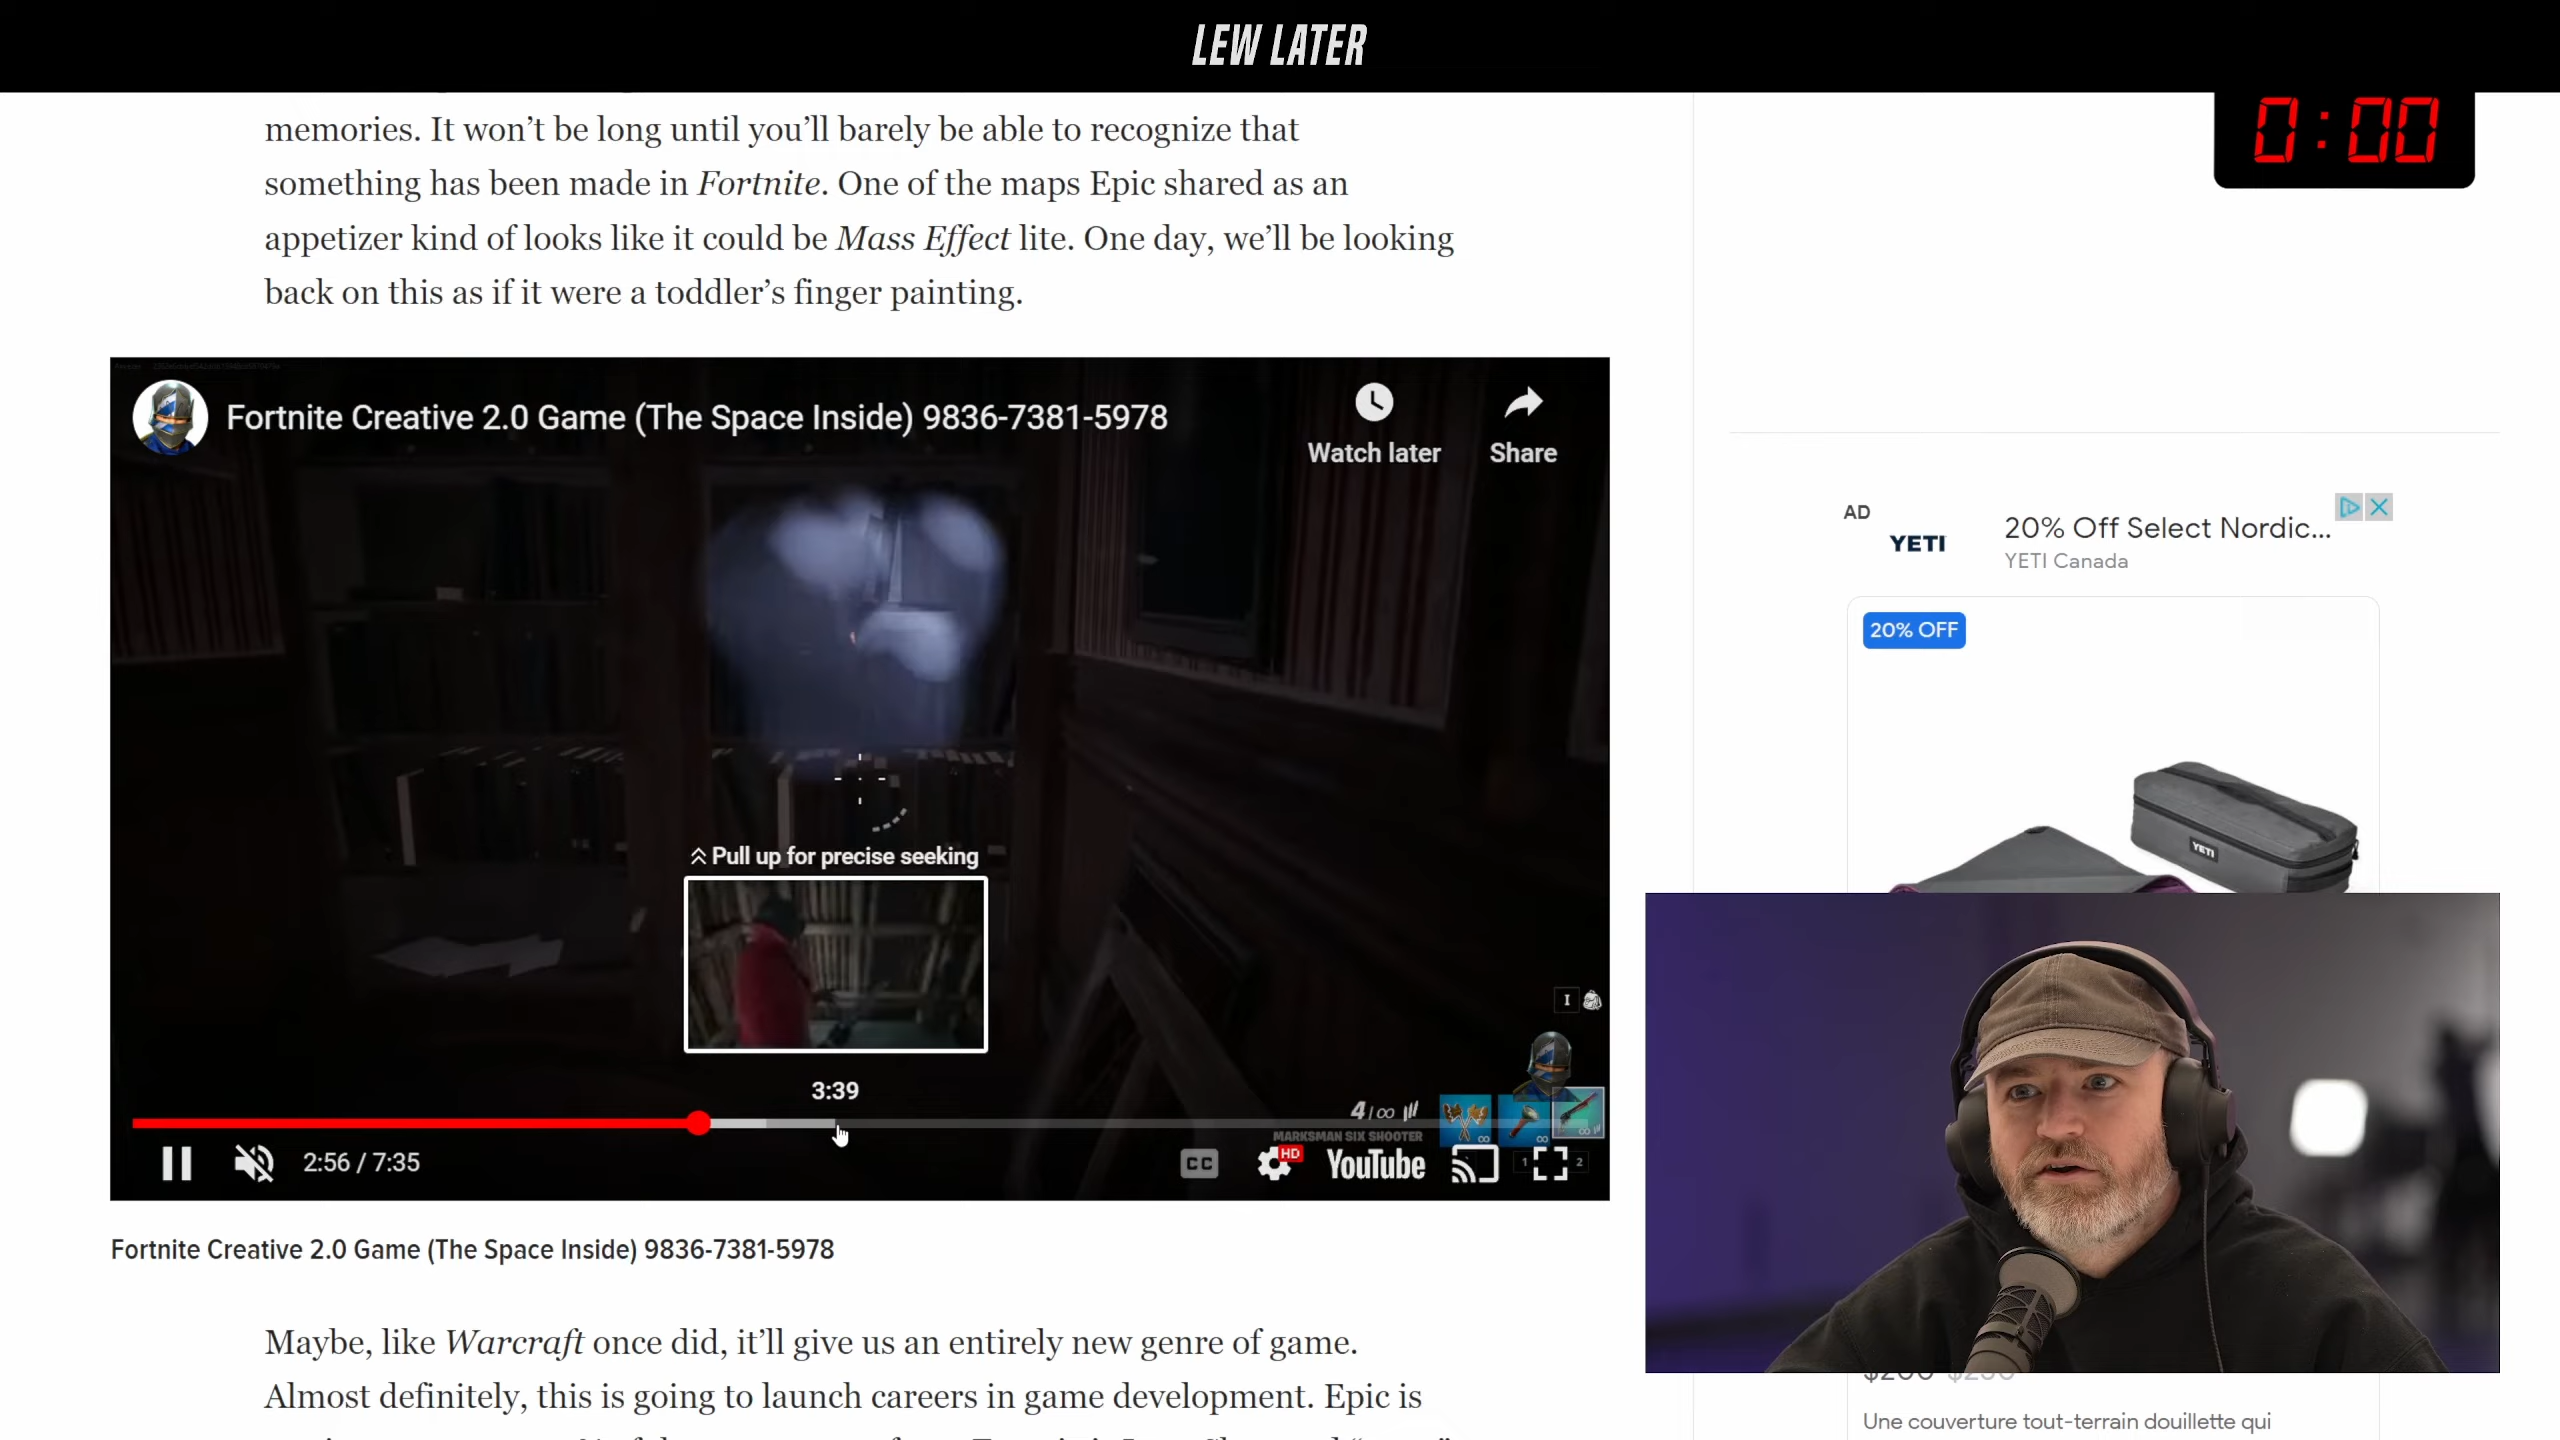 LEW LATER
0:00
memories. It won't be long until you'll barely be able to recognize that
something has been made in Fortnite. One of the maps Epic shared as an
appetizer kind of looks like it could be Mass Effect lite. One day, we'll be looking
back on this as if it were a toddler's finger painting.
Fortnite Creative 2.0 Game (The Space Inside) 9836-7381-5978
Watch later
Share
AD
YETI
20% Off Select Nordic...
YETI Canada
20% OFF
YETI
Pull up for precise seeking
I
3:39
4/∞
MARKSMAN SIX SHOOTER
∞
∞
∞
2:56 / 7:35
CC
HD
YouTube
1
2
Fortnite Creative 2.0 Game (The Space Inside) 9836-7381-5978
Maybe, like Warcraft once did, it'll give us an entirely new genre of game.
Almost definitely, this is going to launch careers in game development. Epic is
Une couverture tout-terrain douillette qui